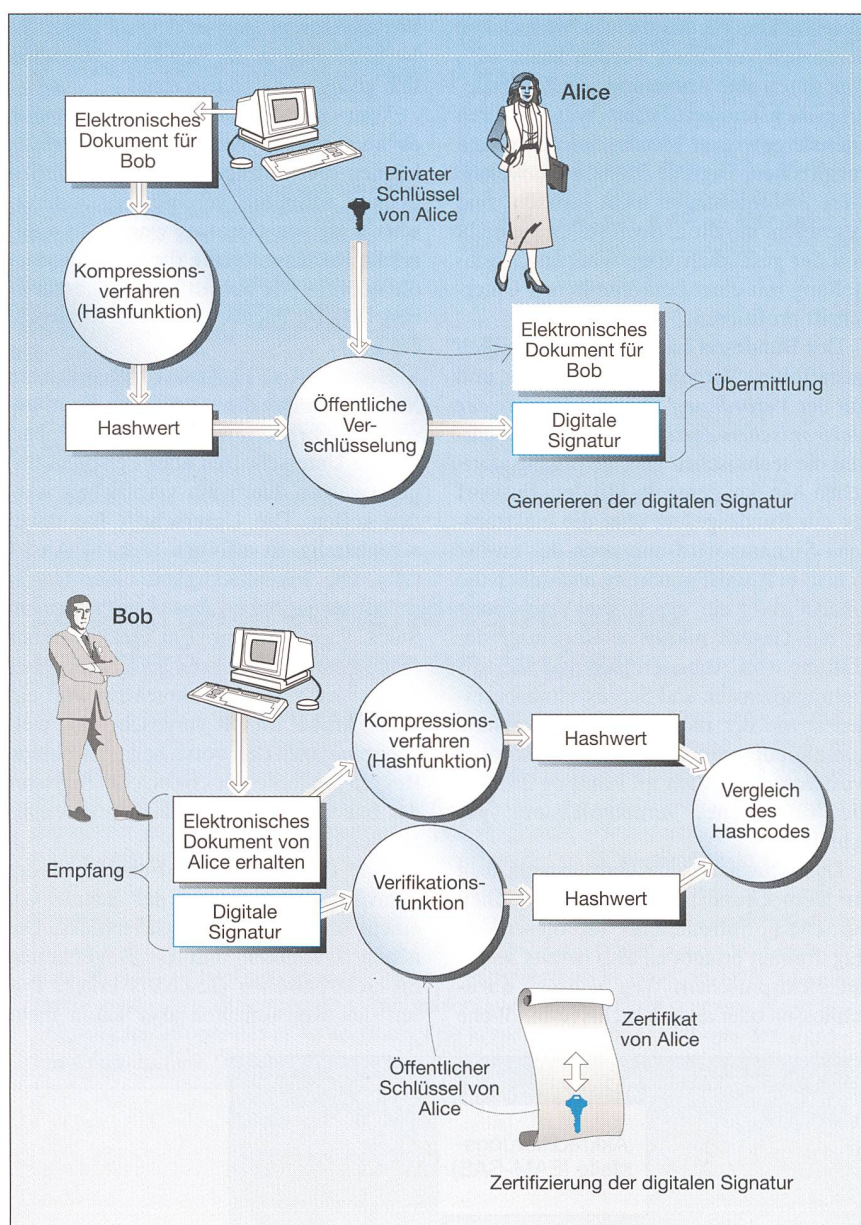 Alice
Elektronisches
Dokument für
Bob
Privater
Schlüssel
von Alice
Kompressions-
verfahren
(Hashfunktion)
Hashwert
Öffentliche
Ver-
schlüsselung
Elektronisches
Dokument für
Bob
Digitale
Signatur
Übermittlung
Generieren der digitalen Signatur
Bob
Kompressions-
verfahren
(Hashfunktion)
Hashwert
Vergleich
des
Hashcodes
Empfang
Elektronisches
Dokument von
Alice erhalten
Digitale
Signatur
Verifikations-
funktion
Hashwert
Zertifikat
von Alice
Öffentlicher
Schlüssel von
Alice
Zertifizierung der digitalen Signatur